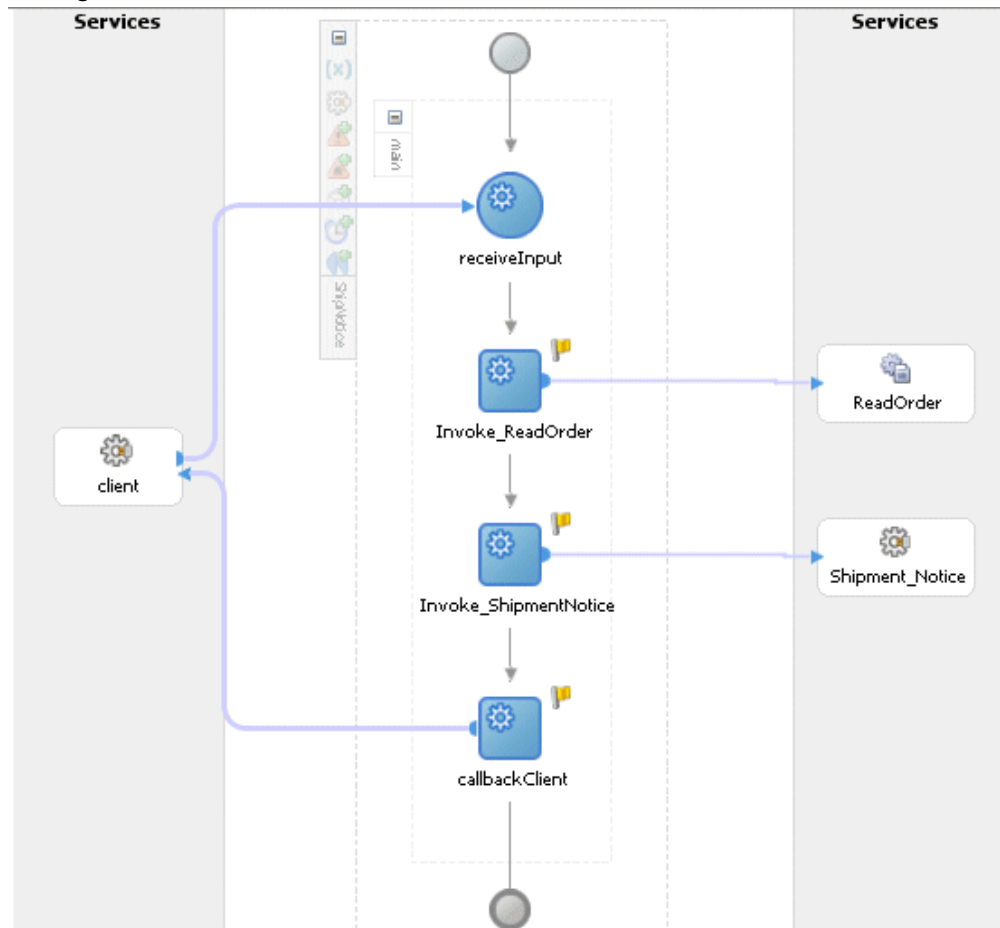 Services
Services
(x)
main
receiveInput
ShipNotice
Invoke_ReadOrder
ReadOrder
client
Invoke_ShipmentNotice
Shipment_Notice
callbackClient